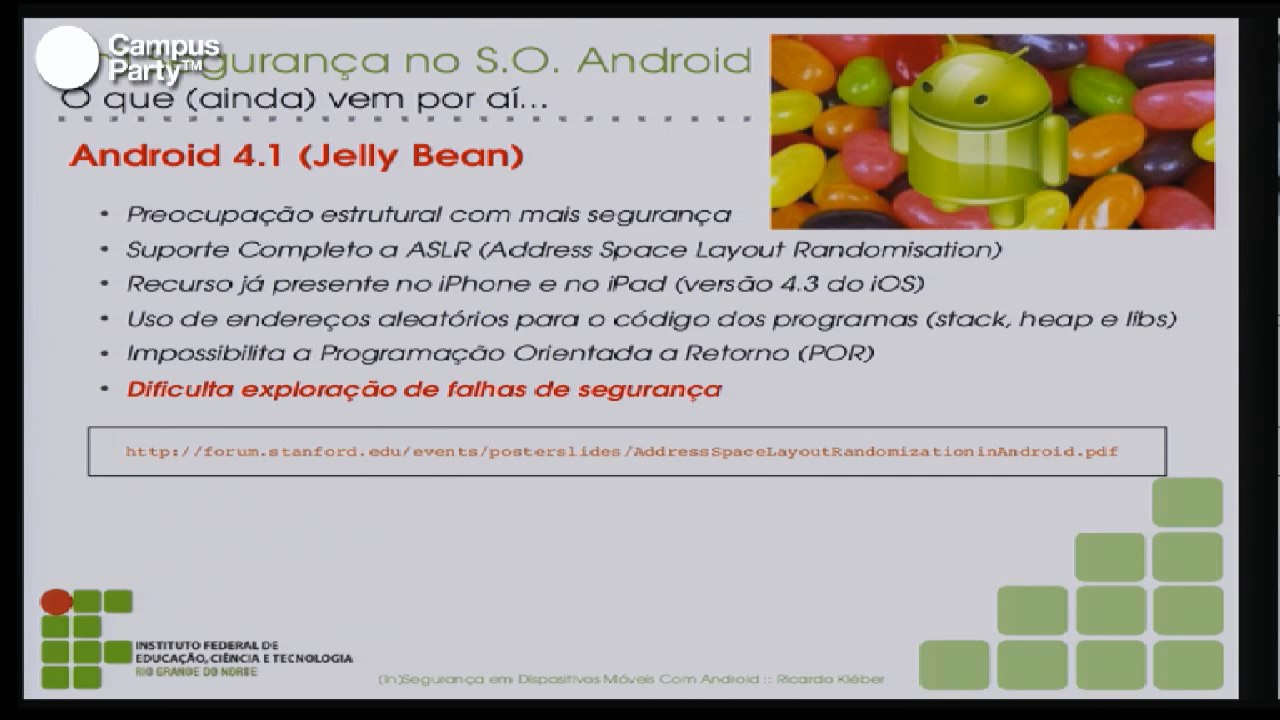 Campus
Party™
gurança no S.O. Android
O que (ainda) vem por aí...
Android 4.1 (Jelly Bean)
• Preocupação estrutural com mais segurança
• Suporte Completo a ASLR (Address Space Layout Randomisation)
• Recurso já presente no iPhone e no iPad (versão 4.3 do iOS)
• Uso de endereços aleatórios para o código dos programas (stack, heap e libs)
• Impossibilita a Programação Orientada a Retorno (POR)
• Dificulta exploração de falhas de segurança
http://forum.stanford.edu/events/posterslides/AddressSpaceLayoutRandomizationinAndroid.pdf
INSTITUTO FEDERAL DE
EDUCAÇÃO, CIÊNCIA E TECNOLOGIA
RIO GRANDE DO NORTE
(In)Segurança em Dispositivos Móveis Com Android :: Ricardo Kléber